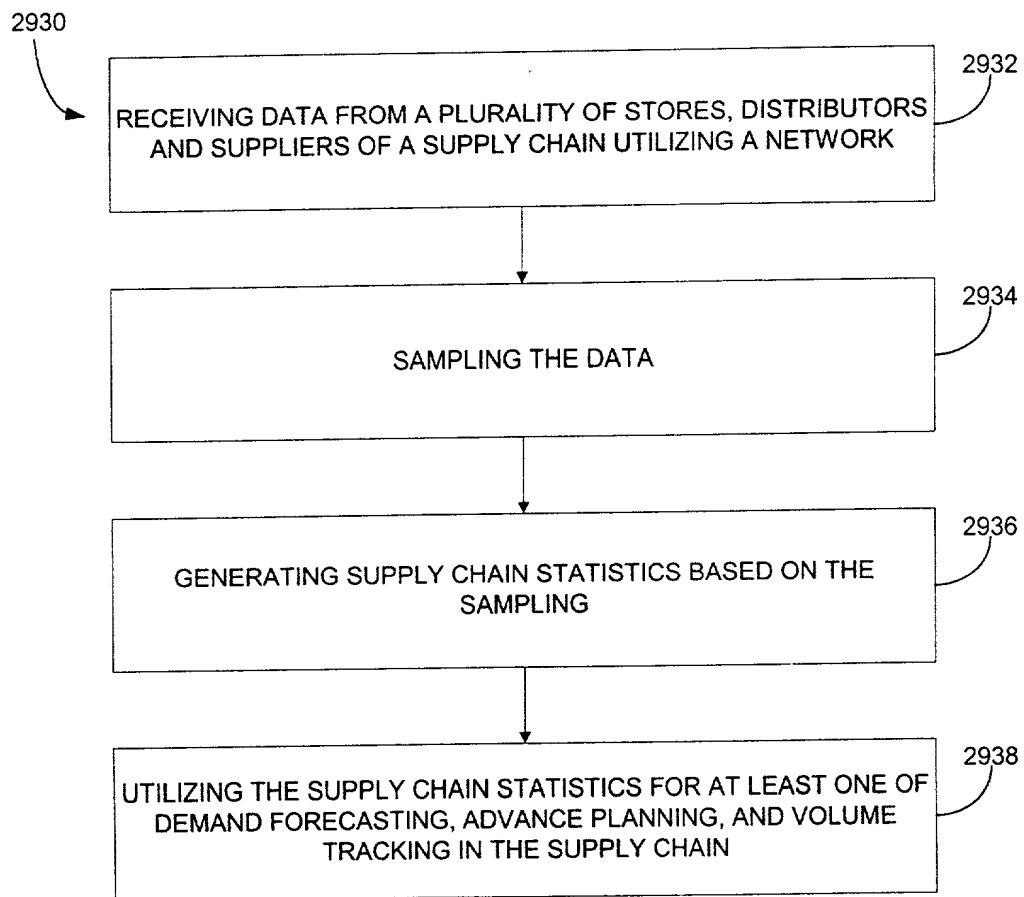 2930
2932
RECEIVING DATA FROM A PLURALITY OF STORES, DISTRIBUTORS
AND SUPPLIERS OF A SUPPLY CHAIN UTILIZING A NETWORK
2934
SAMPLING THE DATA
2936
GENERATING SUPPLY CHAIN STATISTICS BASED ON THE
SAMPLING
2938
UTILIZING THE SUPPLY CHAIN STATISTICS FOR AT LEAST ONE OF
DEMAND FORECASTING, ADVANCE PLANNING, AND VOLUME
TRACKING IN THE SUPPLY CHAIN